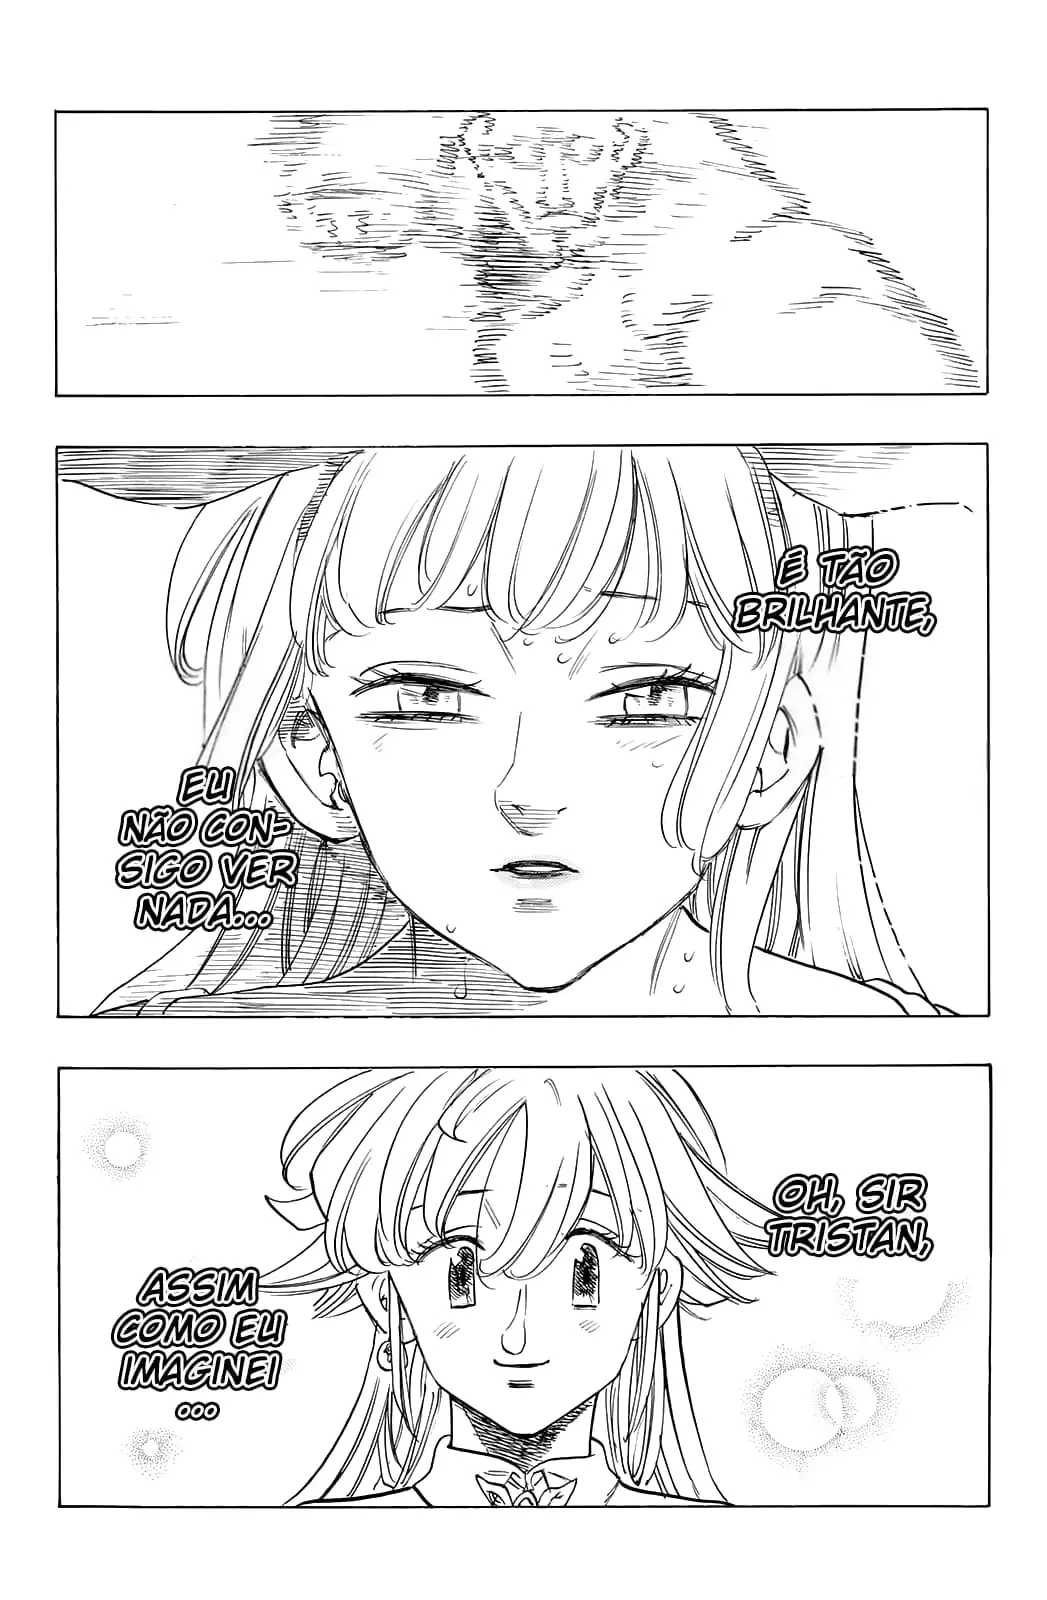 É TÃO
BRILHANTE,
EU
NÃO CON-
SIGO VER
NADA...
OH, SIR
TRISTAN,
ASSIM
COMO EU
IMAGINEI
...